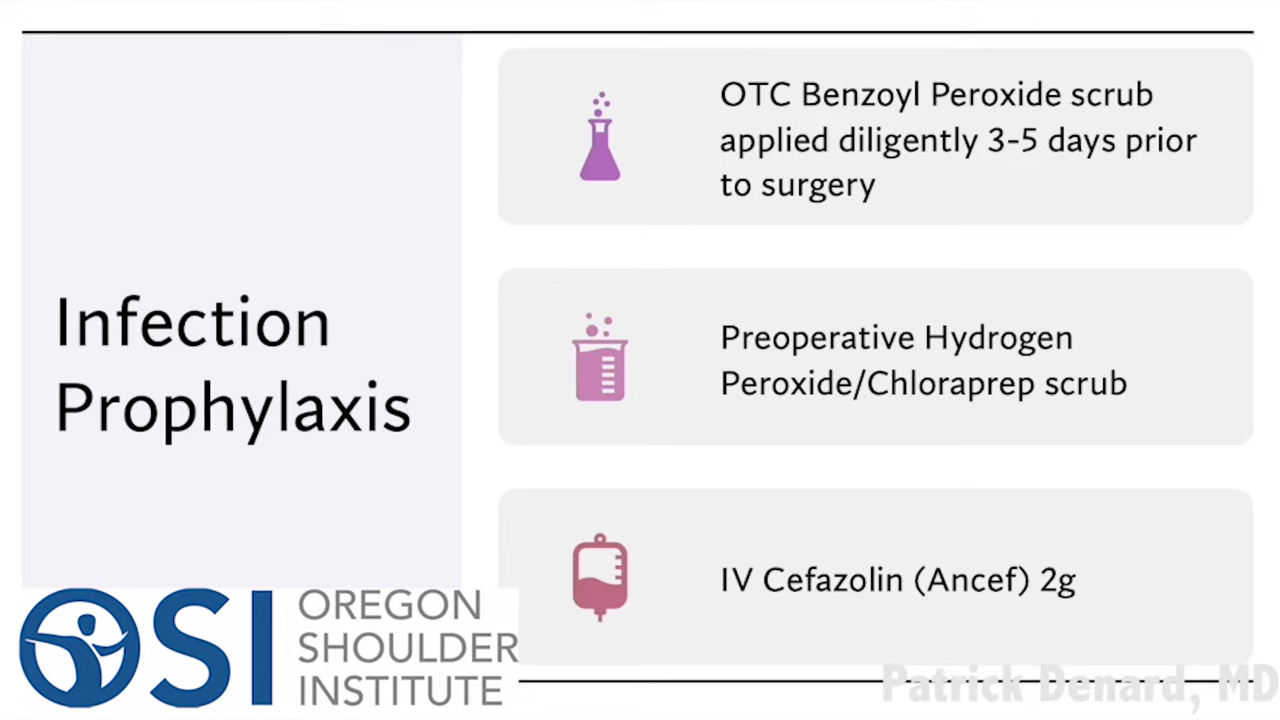 Infection
Prophylaxis
OTC Benzoyl Peroxide scrub
applied diligently 3-5 days prior
to surgery
Preoperative Hydrogen
Peroxide/Chloraprep scrub
IV Cefazolin (Ancef) 2g
OSI OREGON
SHOULDER
INSTITUTE
Patrick Denard, MD